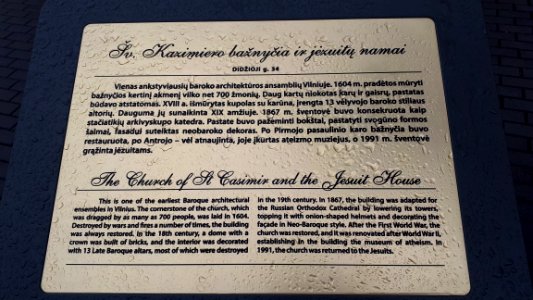 Šv. Kazimiero bažnyčia ir jėzuitų namai
DIDŽIOJI g. 34
Vienas ankstyviausių baroko architektūros ansamblių Vilniuje. 1604 m. pradėtos mūryti
bažnyčios kertinį akmenį vilko net 700 žmonių. Daug kartų niokotas karų ir gaisrų, pastatas
būdavo atstatomas. XVIII a. išmūrytas kupolas su karūna, įrengta 13 vėlyvojo baroko stiliaus
altorių. Dauguma jų sunaikinta XIX amžiuje. 1867 m. šventovė buvo konsekruota kaip
stačiatikių arkivyskupo katedra. Pastate buvo pažeminti bokštai, pastatyti svogūno formos
šalmai, fasadui suteiktas neobaroko dekoras. Po Pirmojo pasaulinio karo bažnyčia buvo
restauruota, po Antrojo – vėl atnaujinta, joje įkurtas ateizmo muziejus, o 1991 m. šventovė
grąžinta jėzuitams.
The Church of St Casimir and the Jesuit House
This is one of the earliest Baroque architectural
ensembles in Vilnius. The cornerstone of the church, which
was dragged by as many as 700 people, was laid in 1604.
Destroyed by wars and fires a number of times, the building
was always restored. In the 18th century, a dome with a
crown was built of bricks, and the interior was decorated
with 13 Late Baroque altars, most of which were destroyed
in the 19th century. In 1867, the building was adapted for
the Russian Orthodox Cathedral by lowering its towers,
topping it with onion-shaped helmets and decorating the
façade in Neo-Baroque style. After the First World War, the
church was restored, and it was renovated after World War II,
establishing in the building the museum of atheism. In
1991, the church was returned to the Jesuits.